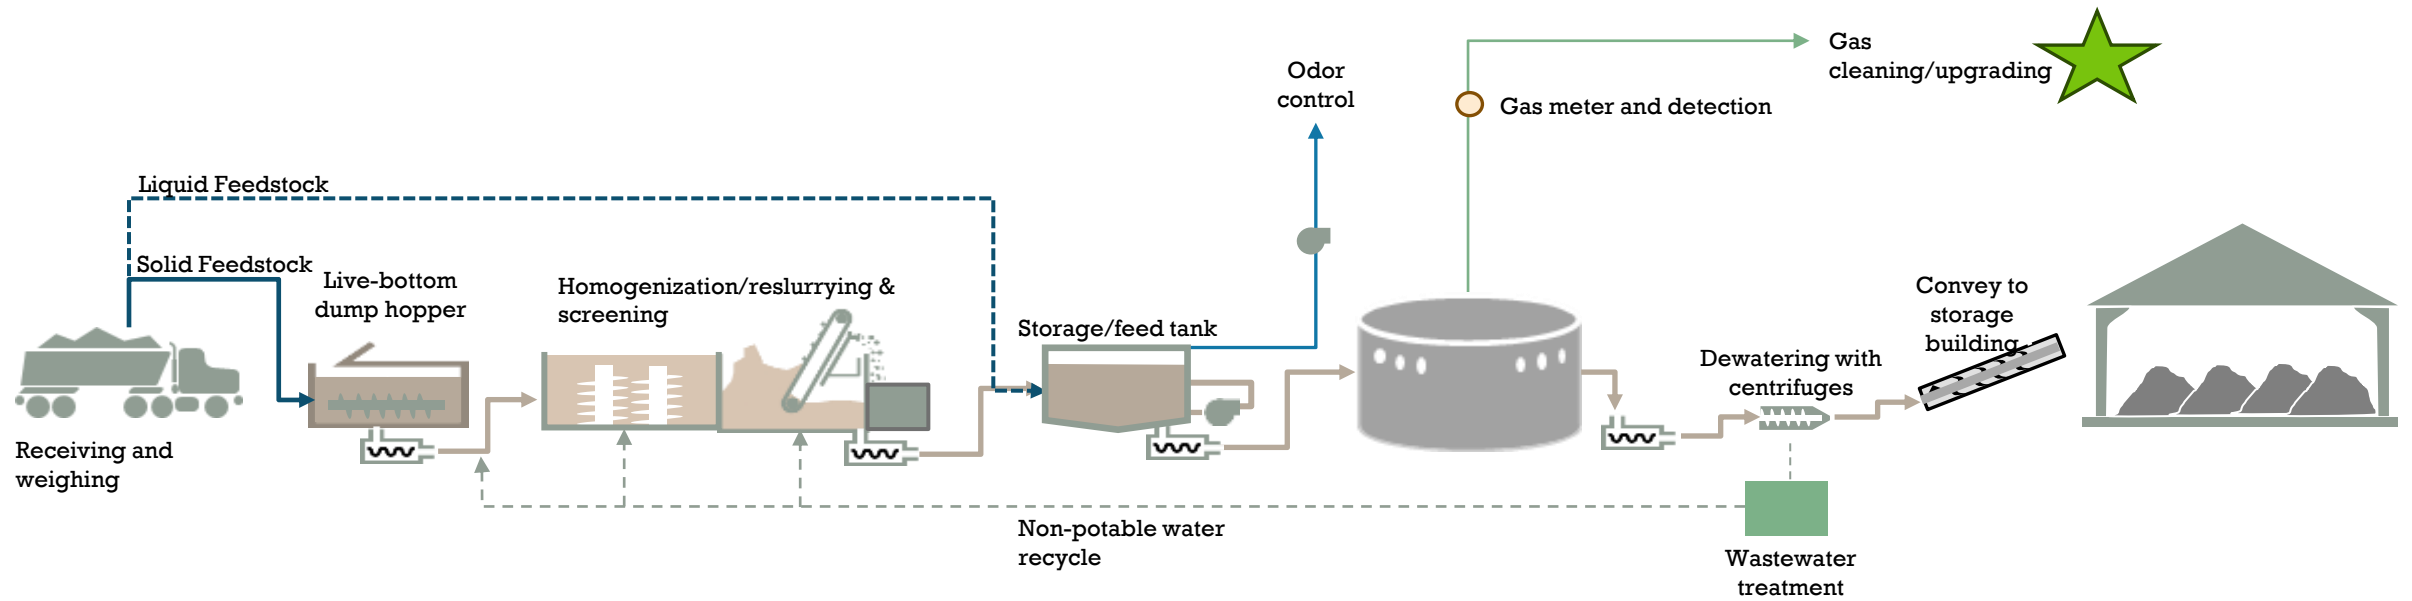 Gas
cleaning/upgrading
Odor
control
Gas meter and detection
Liquid Feedstock
Solid Feedstock
Live-bottom
dump hopper
Homogenization/reslurrying &
screening
Storage/feed tank
Convey to
storage
building
Dewatering with
centrifuges
Receiving and
weighing
Non-potable water
recycle
Wastewater
treatment